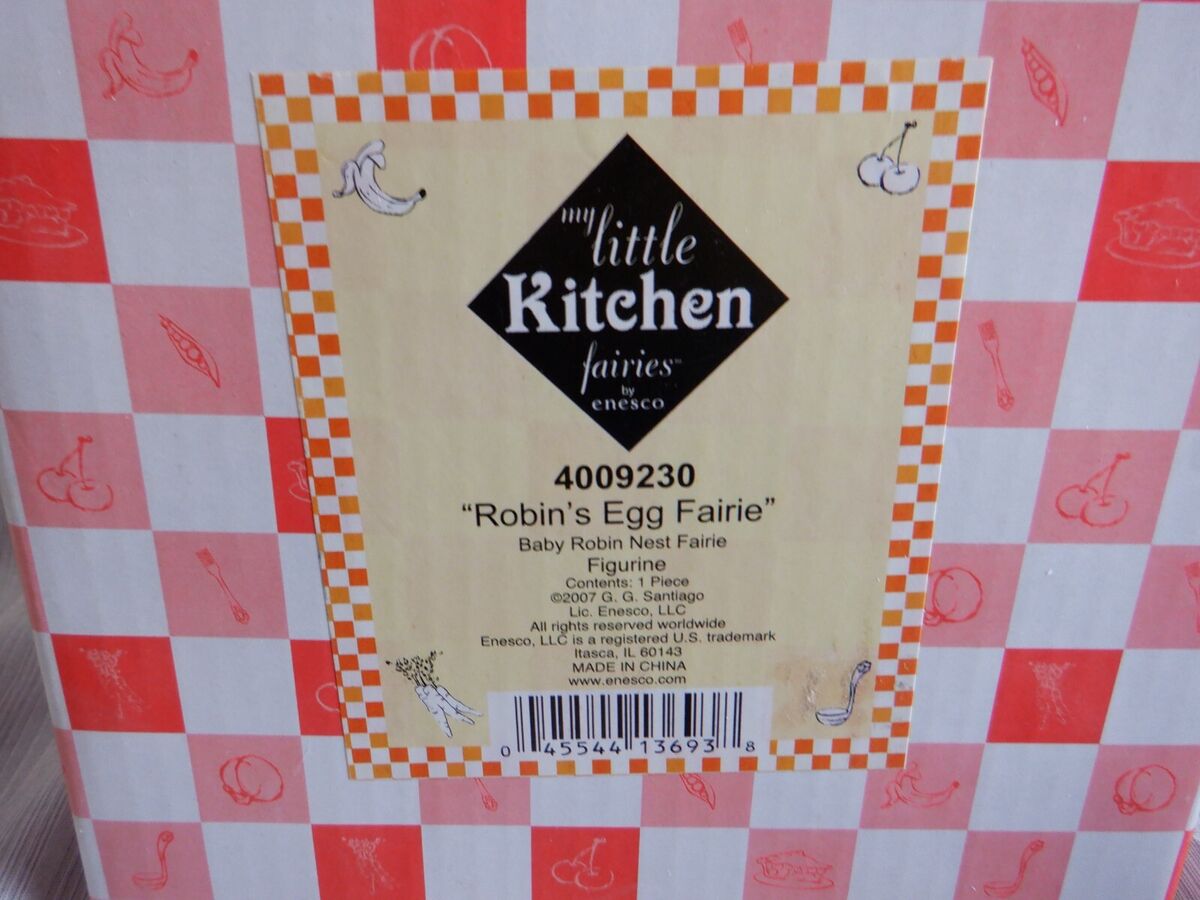 my
little
Kitchen
fairies™
by
enesco
4009230
“Robin’s Egg Fairie”
Baby Robin Nest Fairie
Figurine
Contents: 1 Piece
©2007 G. G. Santiago
Lic. Enesco, LLC
All rights reserved worldwide
Enesco, LLC is a registered U.S. trademark
Itasca, IL 60143
MADE IN CHINA
www.enesco.com
0 45544 13693 8